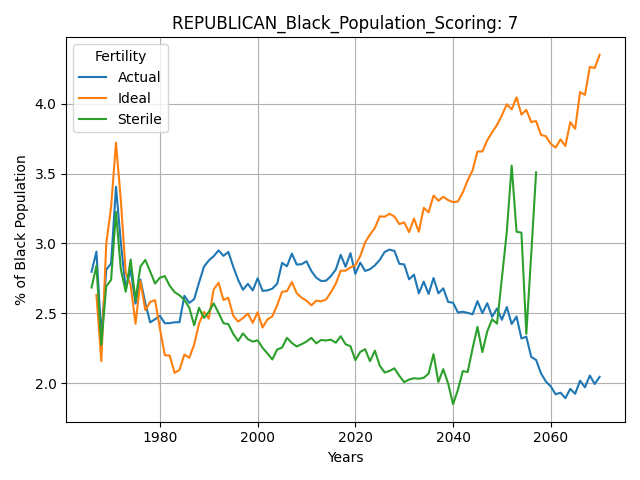 REPUBLICAN_Black_Population_Scoring: 7
Fertility
Actual
Ideal
Sterile
% of Black Population
4.0
3.5
3.0
2.5
2.0
1980
2000
2020
2040
2060
Years